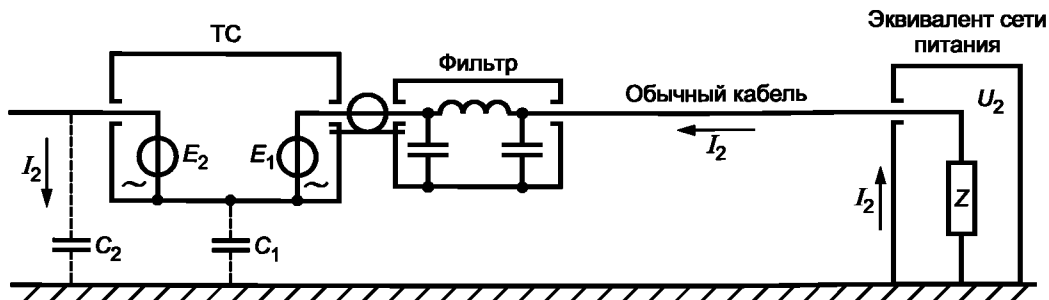 Эквивалент сети
питания
ТС
Фильтр
U2
Обычный кабель
I2
I2
E2
E1
I2
Z
C2
C1